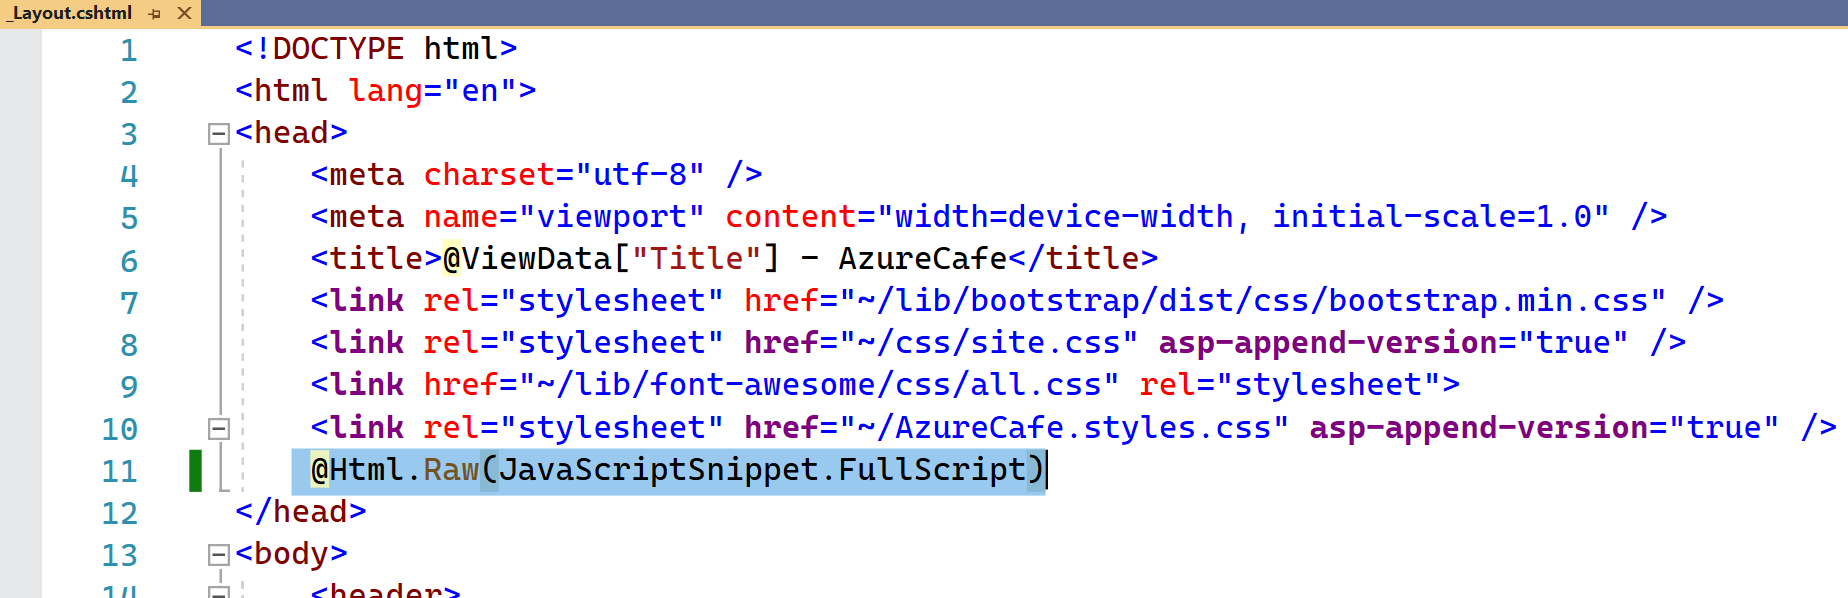 _Layout.cshtml
1 <!DOCTYPE html>
2 <html lang="en">
3 <head>
4 <meta charset="utf-8" />
5 <meta name="viewport" content="width=device-width, initial-scale=1.0" />
6 <title>@ViewData["Title"] - AzureCafe</title>
7 <link rel="stylesheet" href="~/lib/bootstrap/dist/css/bootstrap.min.css" />
8 <link rel="stylesheet" href="~/css/site.css" asp-append-version="true" />
9 <link href="~/lib/font-awesome/css/all.css" rel="stylesheet">
10 <link rel="stylesheet" href="~/AzureCafe.styles.css" asp-append-version="true" />
11 @Html.Raw(JavaScriptSnippet.FullScript)
12 </head>
13 <body>
14 <header>